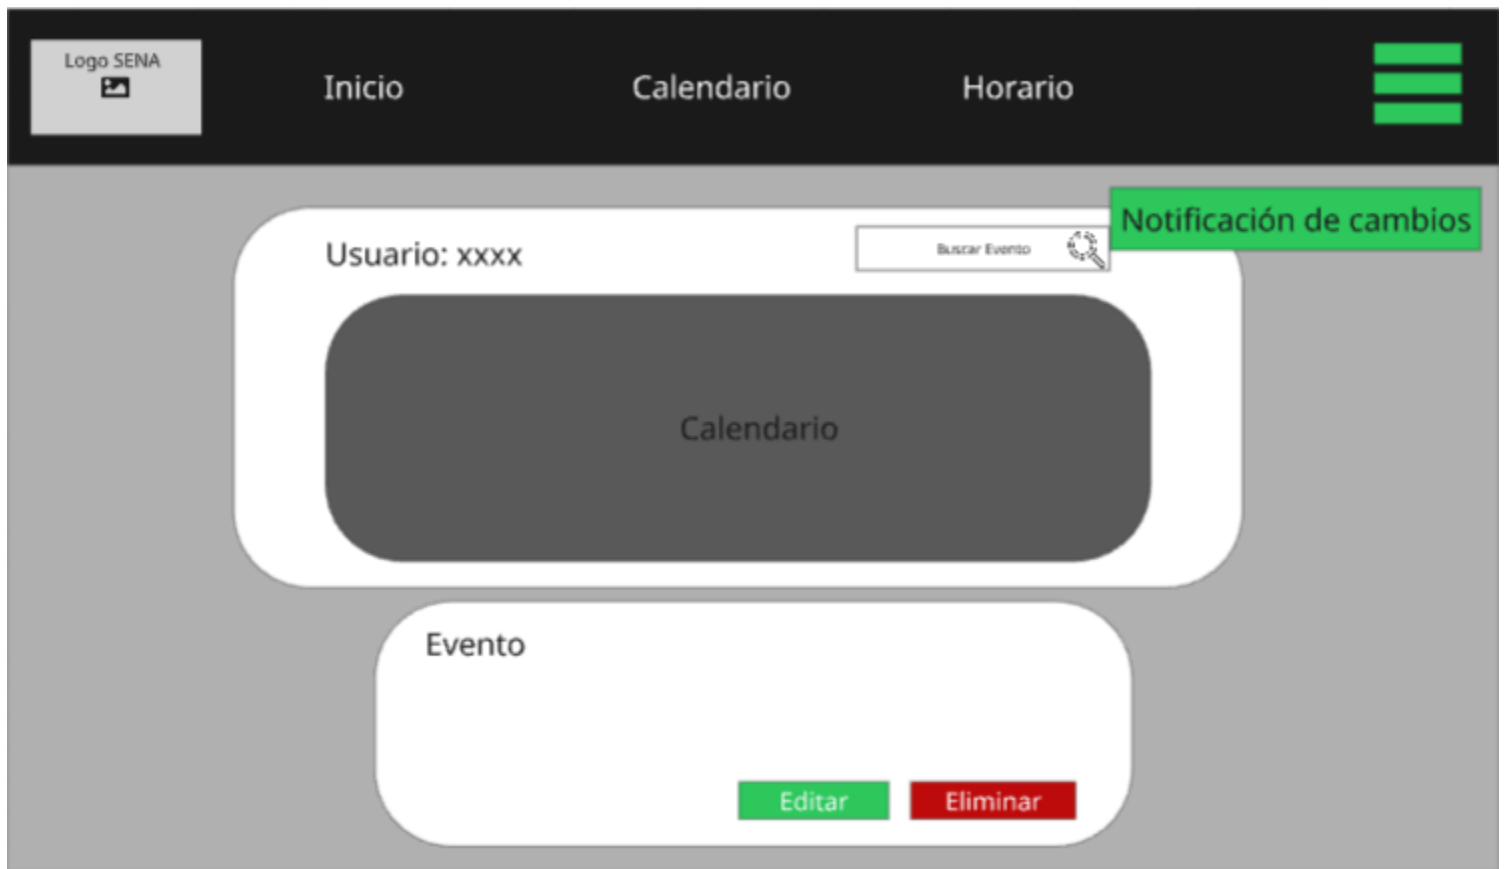 Logo SENA
Inicio
Calendario
Horario
Notificación de cambios
Usuario: xxxx
Buscar Evento
Calendario
Evento
Editar
Eliminar